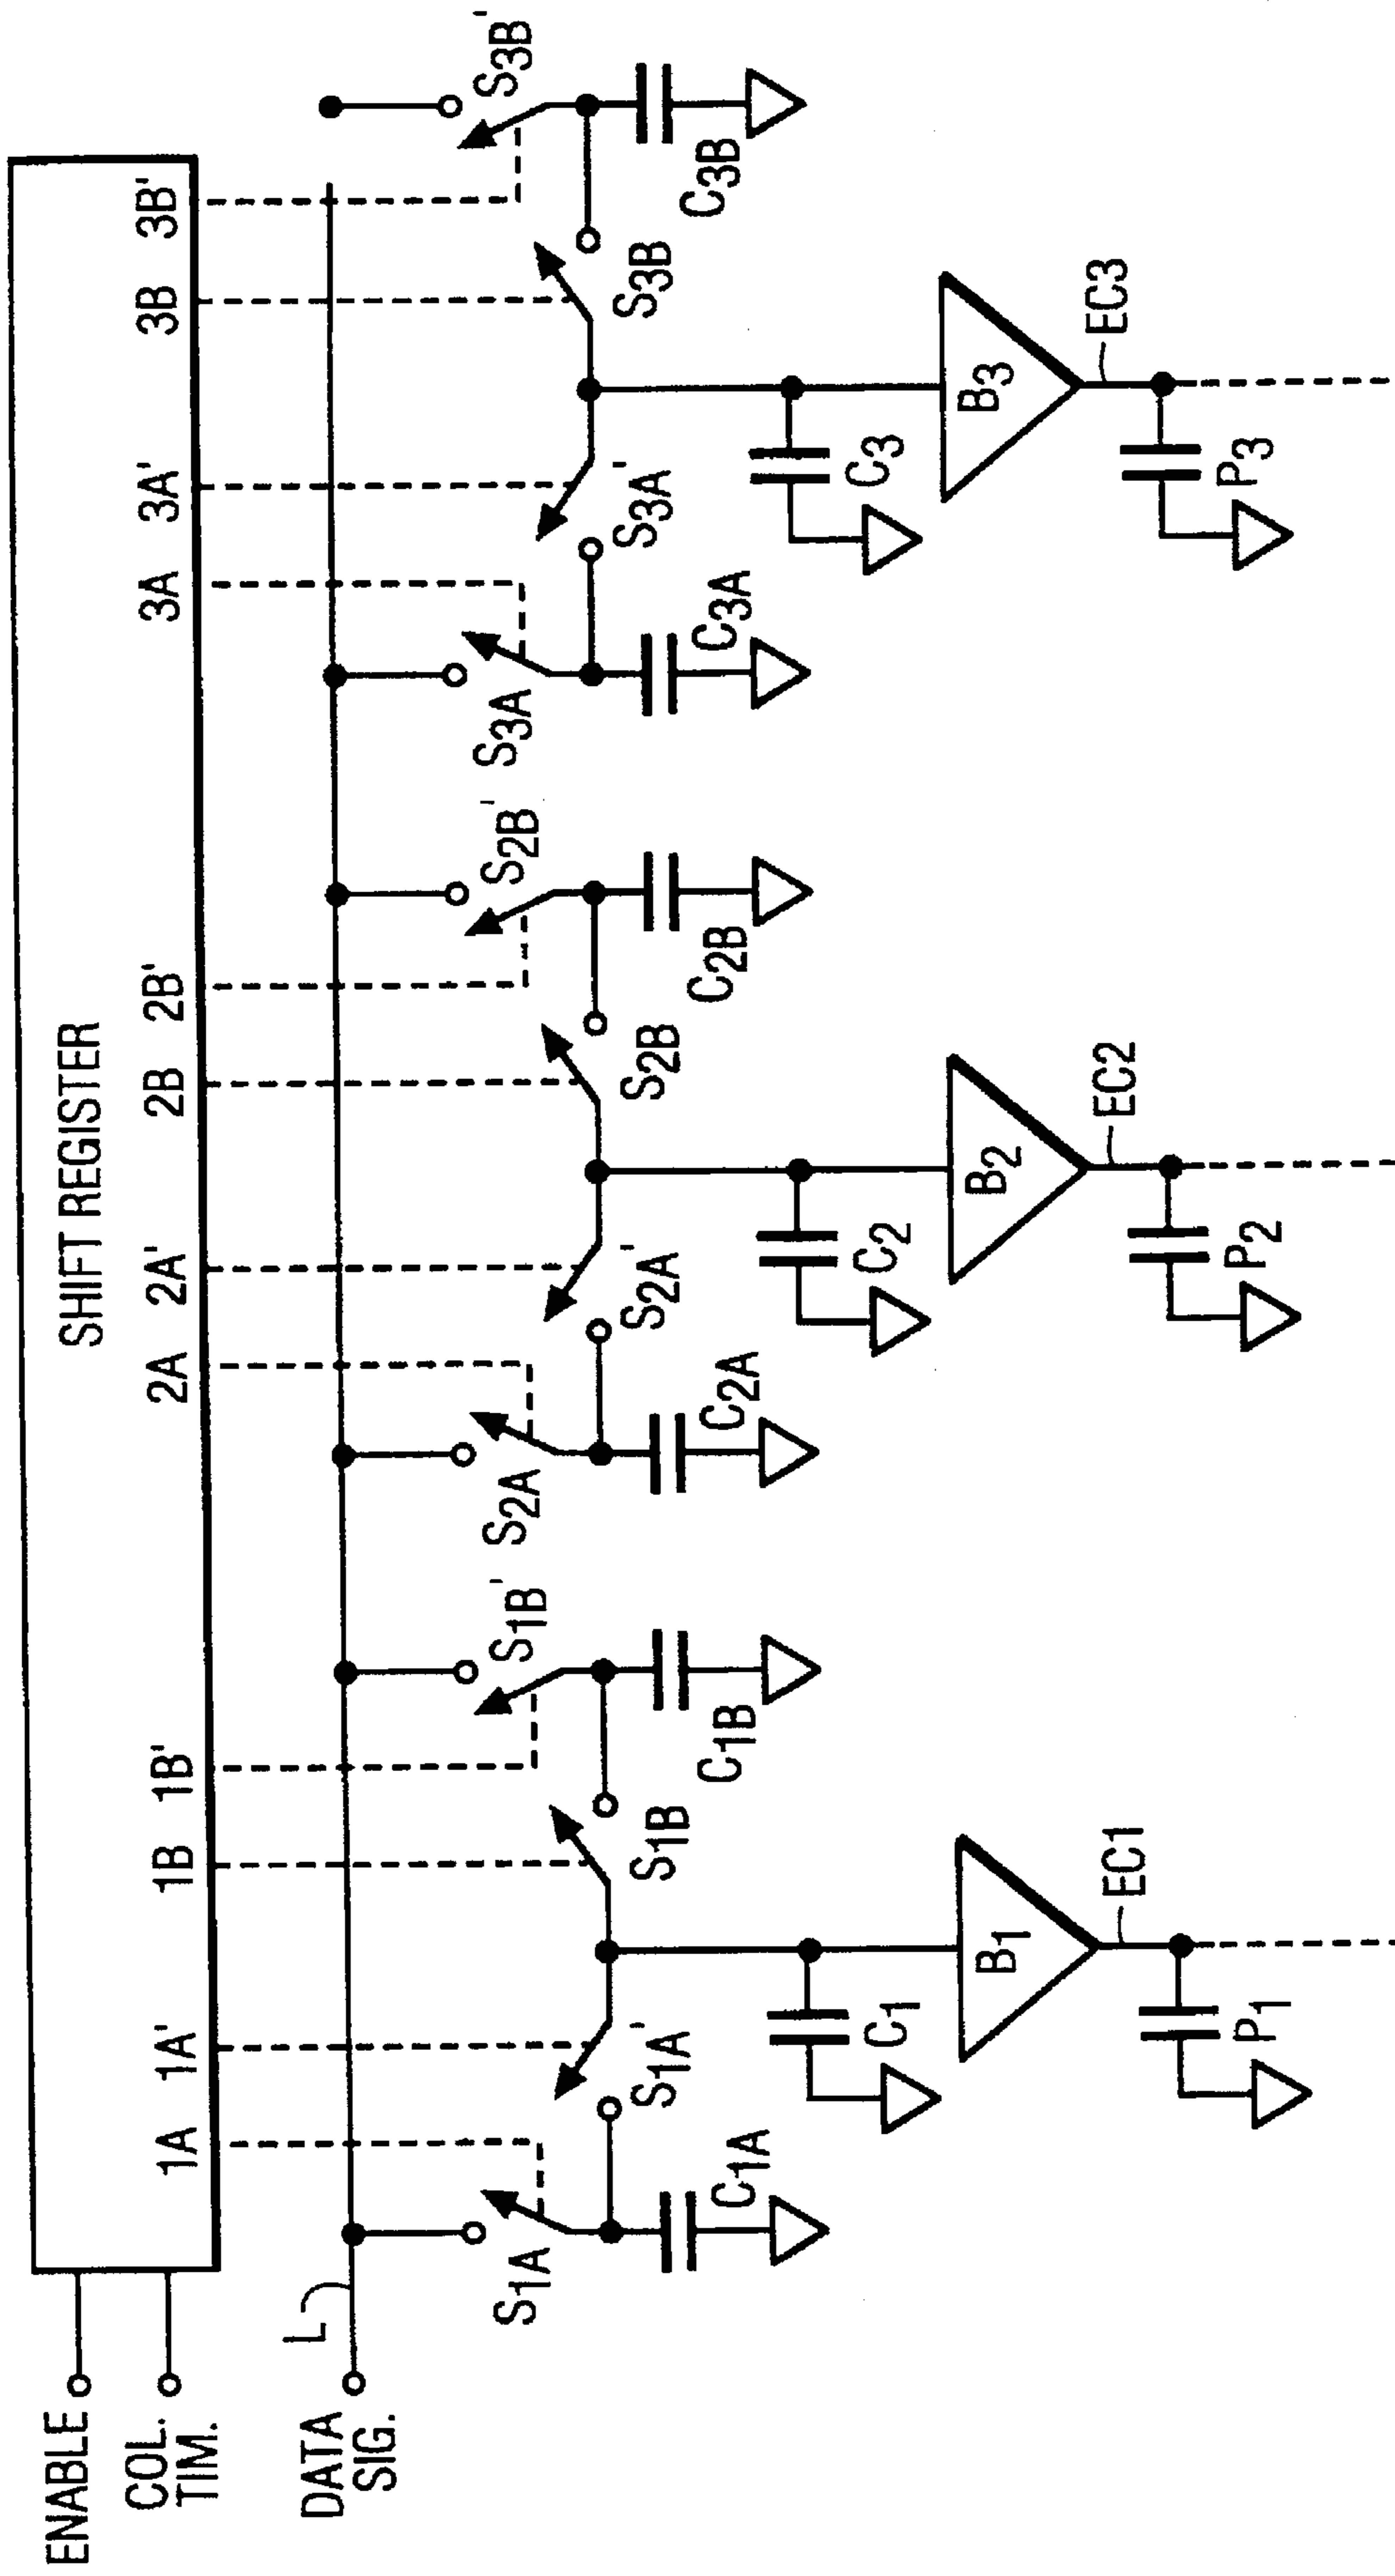 SHIFT REGISTER
ENABLE
COL.
TIM.
1A 1A' 1B 1B' 2A 2A' 2B 2B' 3A 3A' 3B 3B'
DATA
SIG.
L
S1A S1B' S2A S2B' S3A S3B'
S1A' S1B S2A' S2B S3A' S3B
C1A C1B C2A C2B C3A C3B
C1 C2 C3
B1 B2 B3
EC1 EC2 EC3
P1 P2 P3